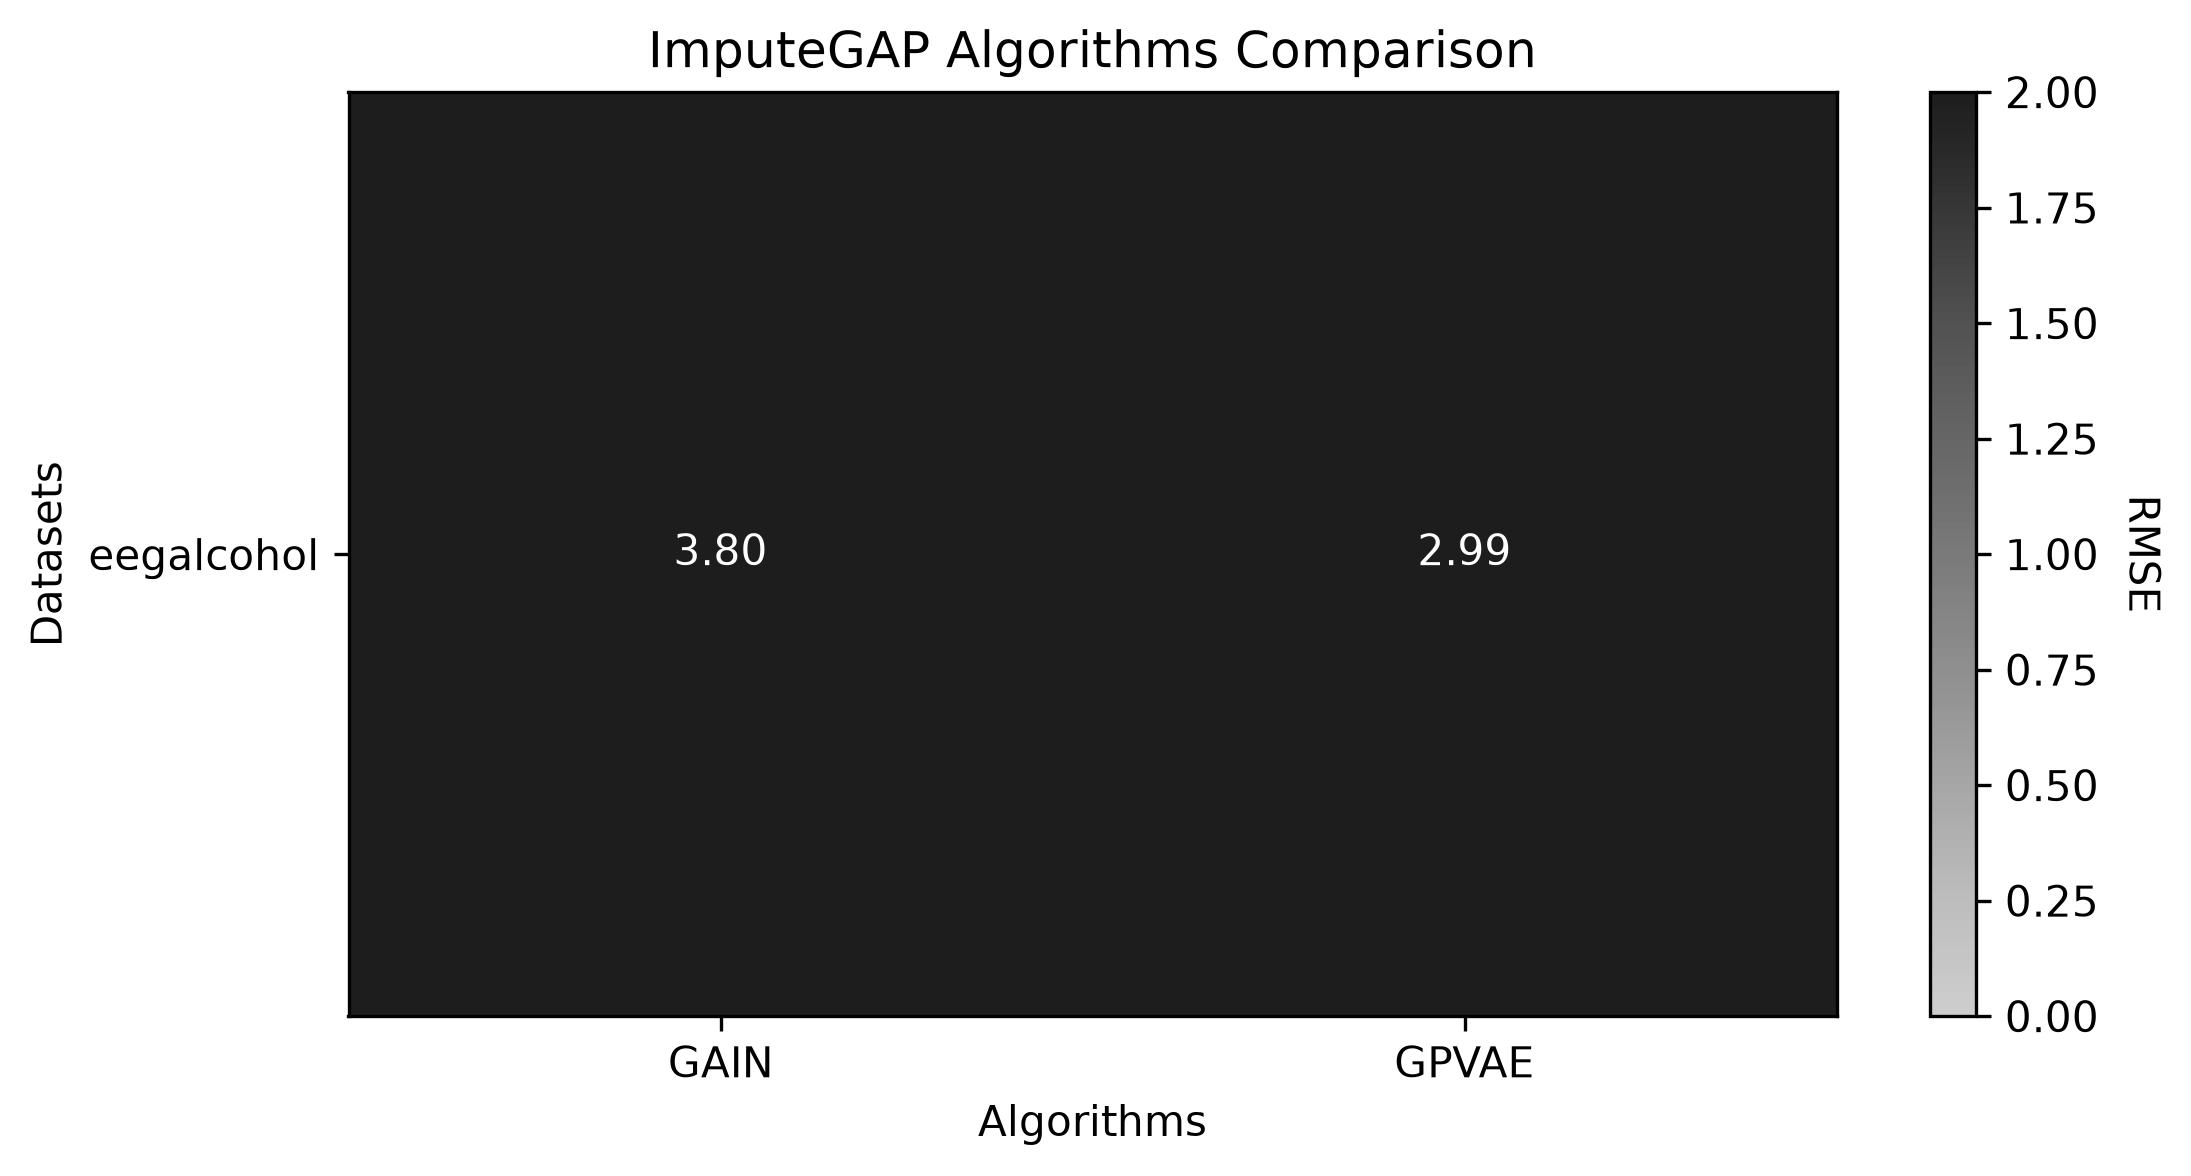 ImputeGAP Algorithms Comparison
Datasets
eegalcohol
3.80
2.99
GAIN
GPVAE
Algorithms
2.00
1.75
1.50
1.25
1.00
0.75
0.50
0.25
0.00
RMSE